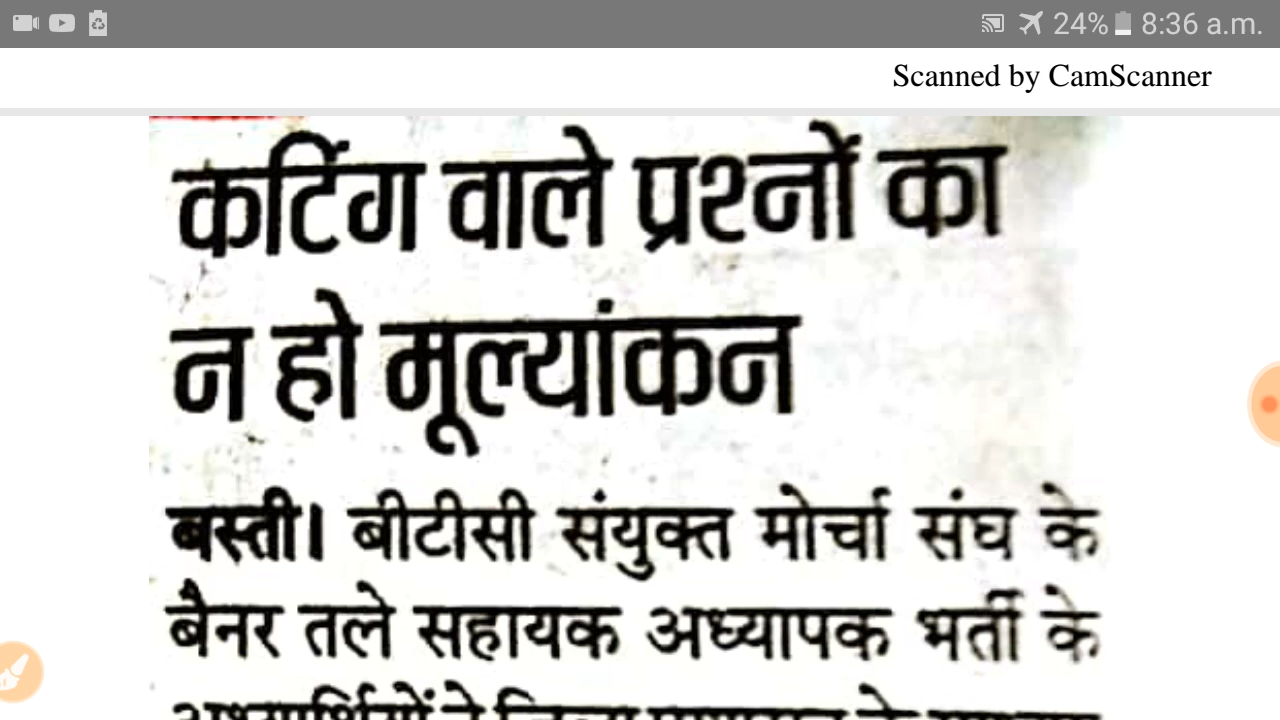 24% 8:36 a.m.
Scanned by CamScanner
कटिंग वाले प्रश्नों का
न हो मूल्यांकन
बस्ती। बीटीसी संयुक्त मोर्चा संघ के
बैनर तले सहायक अध्यापक भर्ती के